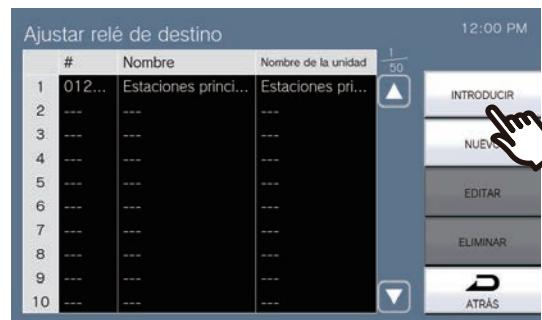 Ajustar relé de destino 12:00 PM
# Nombre Nombre de la unidad 1/50
1 012... Estaciones princi... Estaciones pri...
2 --- --- ---
3 --- --- ---
4 --- --- ---
5 --- --- ---
6 --- --- ---
7 --- --- ---
8 --- --- ---
9 --- --- ---
10 --- --- ---
INTRODUCIR
NUEVO
EDITAR
ELIMINAR
ATRÁS